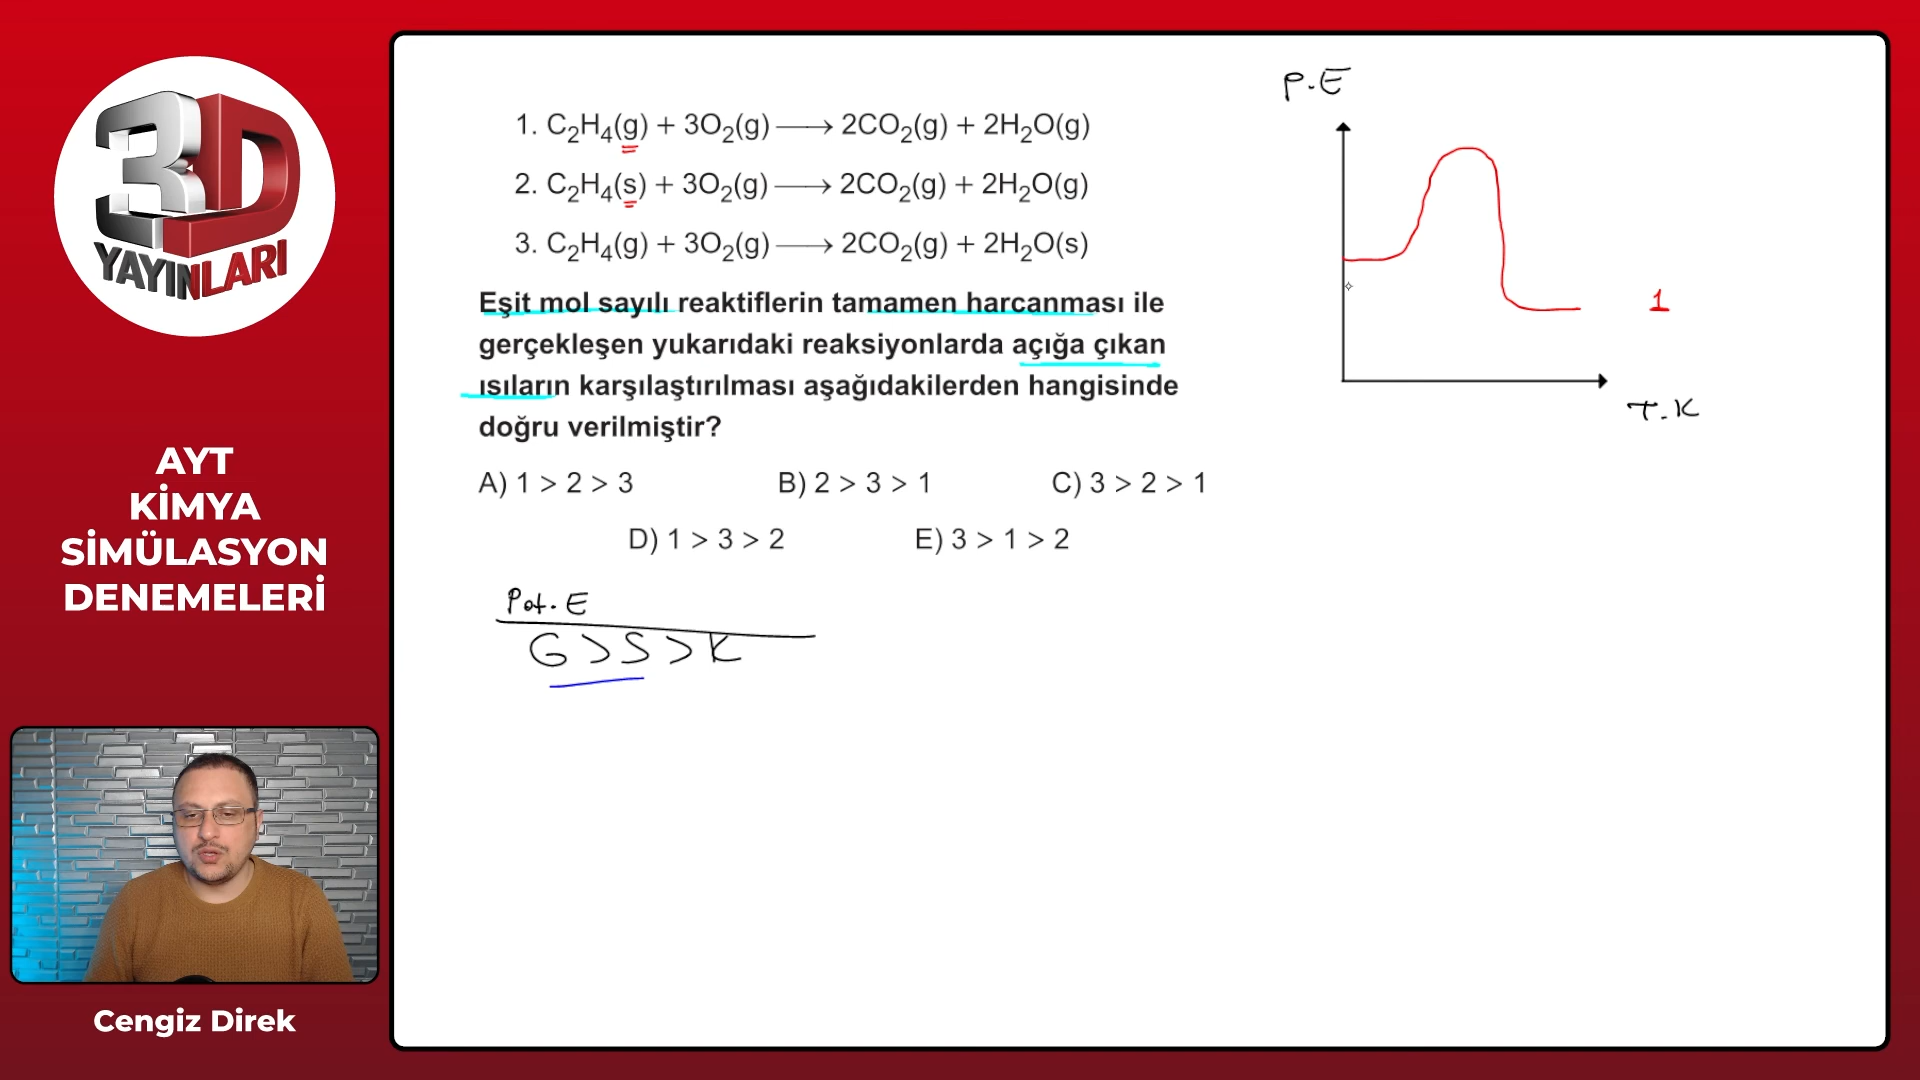 3D
YAYINLARI
AYT
KİMYA
SİMÜLASYON
DENEMELERİ
Cengiz Direk
1. C₂H₄(g) + 3O₂(g) ⟶ 2CO₂(g) + 2H₂O(g)
2. C₂H₄(s) + 3O₂(g) ⟶ 2CO₂(g) + 2H₂O(g)
3. C₂H₄(g) + 3O₂(g) ⟶ 2CO₂(g) + 2H₂O(s)
Eşit mol sayılı reaktiflerin tamamen harcanması ile
gerçekleşen yukarıdaki reaksiyonlarda açığa çıkan
ısıların karşılaştırılması aşağıdakilerden hangisinde
doğru verilmiştir?
A) 1 > 2 > 3 B) 2 > 3 > 1 C) 3 > 2 > 1
D) 1 > 3 > 2 E) 3 > 1 > 2
Pot. E
G > S > K
P.E
1
T.K